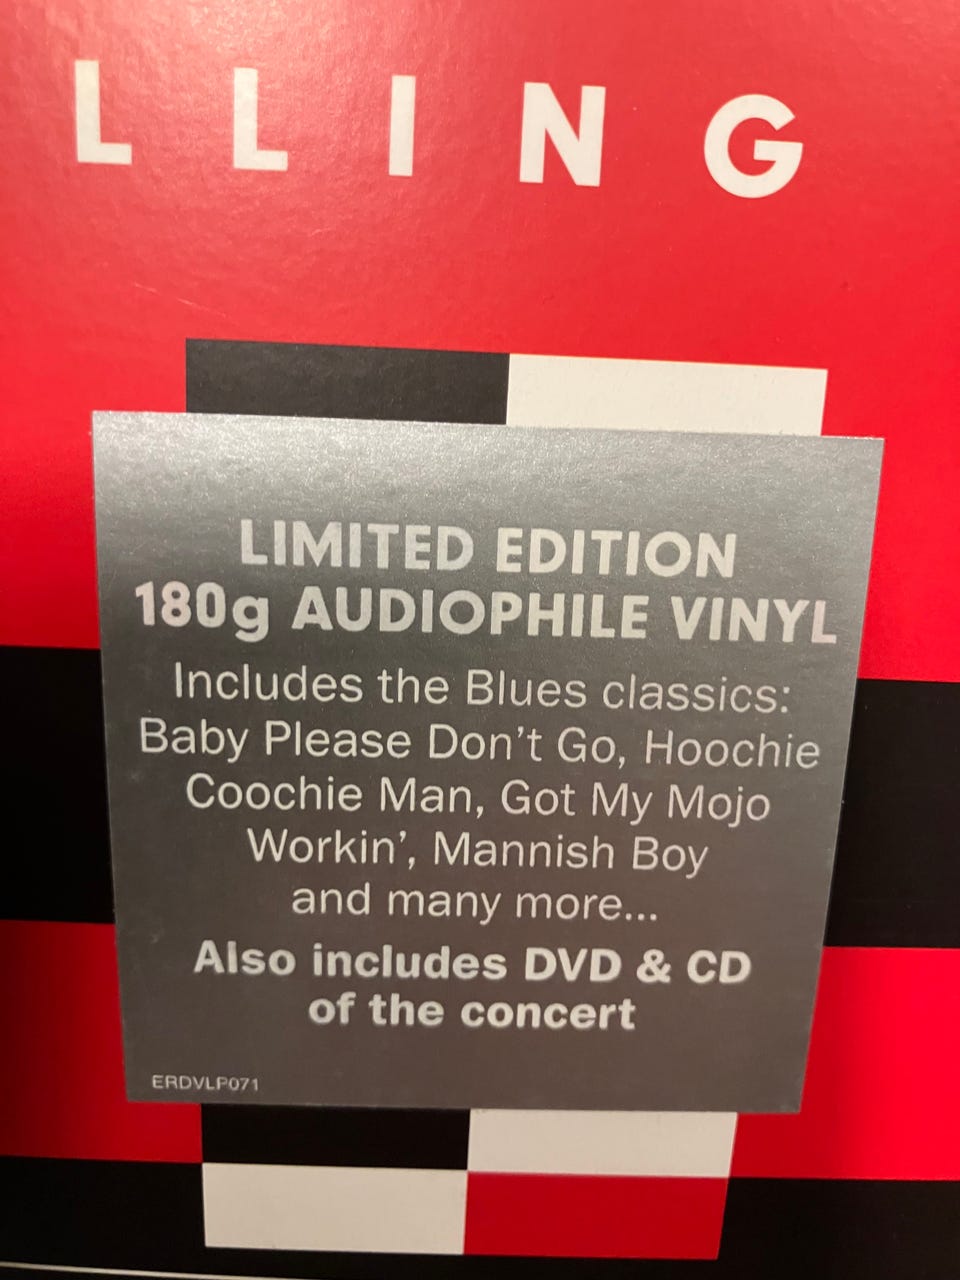 LLING
LIMITED EDITION
180g AUDIOPHILE VINYL
Includes the Blues classics:
Baby Please Don't Go, Hoochie
Coochie Man, Got My Mojo
Workin', Mannish Boy
and many more...
Also includes DVD & CD
of the concert
ERDVLP071